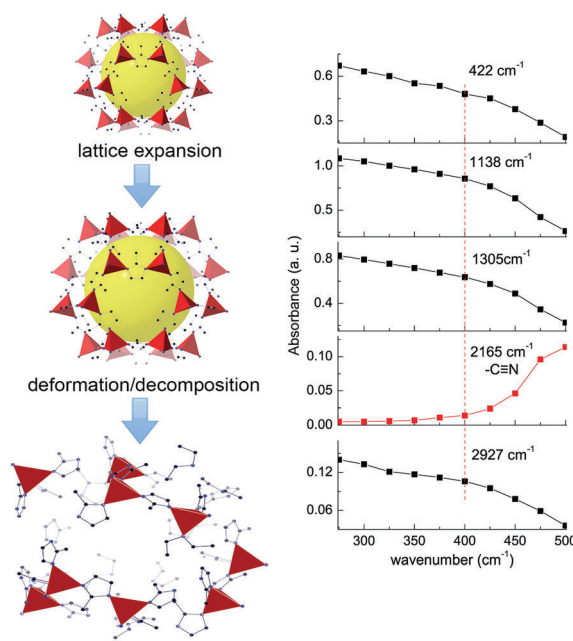 lattice expansion
deformation/decomposition
Absorbance (a. u.)
422 cm⁻¹
0.6
0.3
1138 cm⁻¹
1.0
0.5
1305cm⁻¹
0.8
0.4
2165 cm⁻¹
-C≡N
0.10
0.05
0.00
2927 cm⁻¹
0.12
0.06
300 350 400 450 500
wavenumber (cm⁻¹)